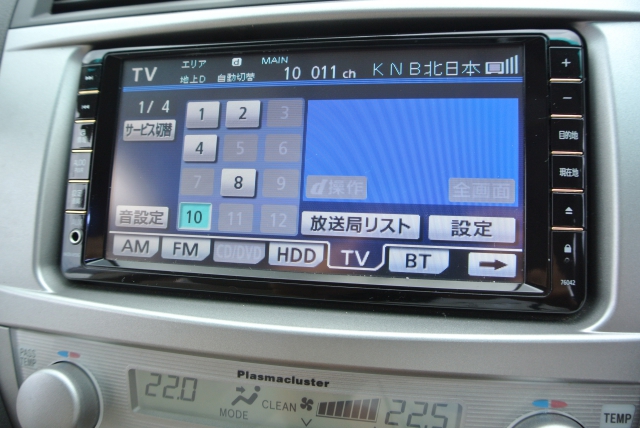 TV エリア 地上D d 自動切替 MAIN 10 011 ch KNB北日本
1/4
サービス切替
1 2 3
4 5 6
7 8 9
10 11 12
d操作 全画面
音設定 放送局リスト 設定
AM FM CD/DVD HDD TV BT
+
−
目的地
現在地
76042
Plasmacluster
PASS TEMP
22.0 MODE CLEAN 22.5
TEMP